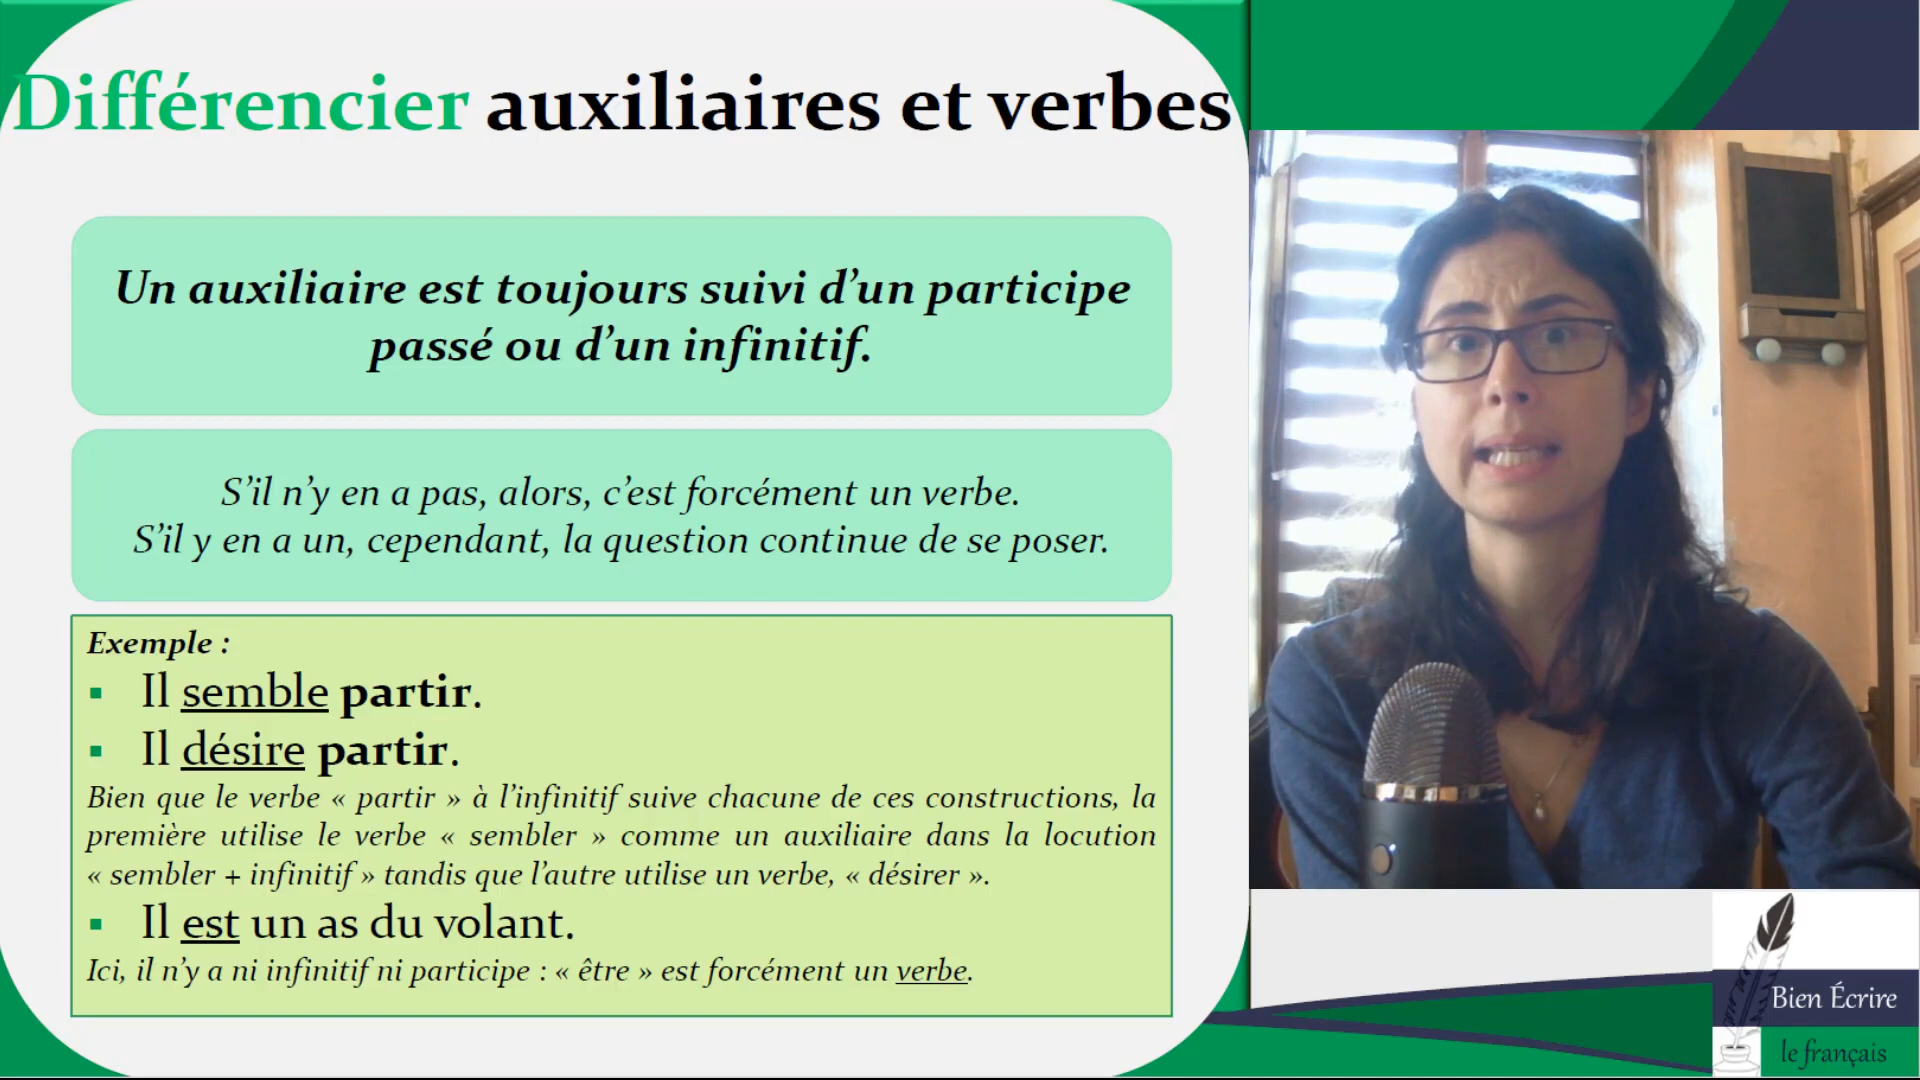 Différencier auxiliaires et verbes
Un auxiliaire est toujours suivi d’un participe
passé ou d’un infinitif.
S’il n’y en a pas, alors, c’est forcément un verbe.
S’il y en a un, cependant, la question continue de se poser.
Exemple :
▪ Il semble partir.
▪ Il désire partir.
Bien que le verbe « partir » à l’infinitif suive chacune de ces constructions, la
première utilise le verbe « sembler » comme un auxiliaire dans la locution
« sembler + infinitif » tandis que l’autre utilise un verbe, « désirer ».
▪ Il est un as du volant.
Ici, il n’y a ni infinitif ni participe : « être » est forcément un verbe.
Bien Écrire
le français